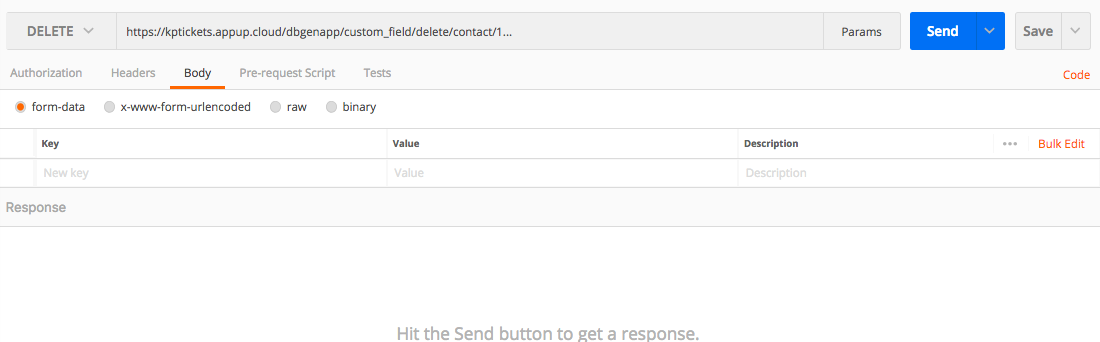 DELETE https://kptickets.appup.cloud/dbgenapp/custom_field/delete/contact/1... Params Send Save
Authorization Headers Body Pre-request Script Tests Code
form-data x-www-form-urlencoded raw binary
Key Value Description ••• Bulk Edit
New key Value Description
Response
Hit the Send button to get a response.